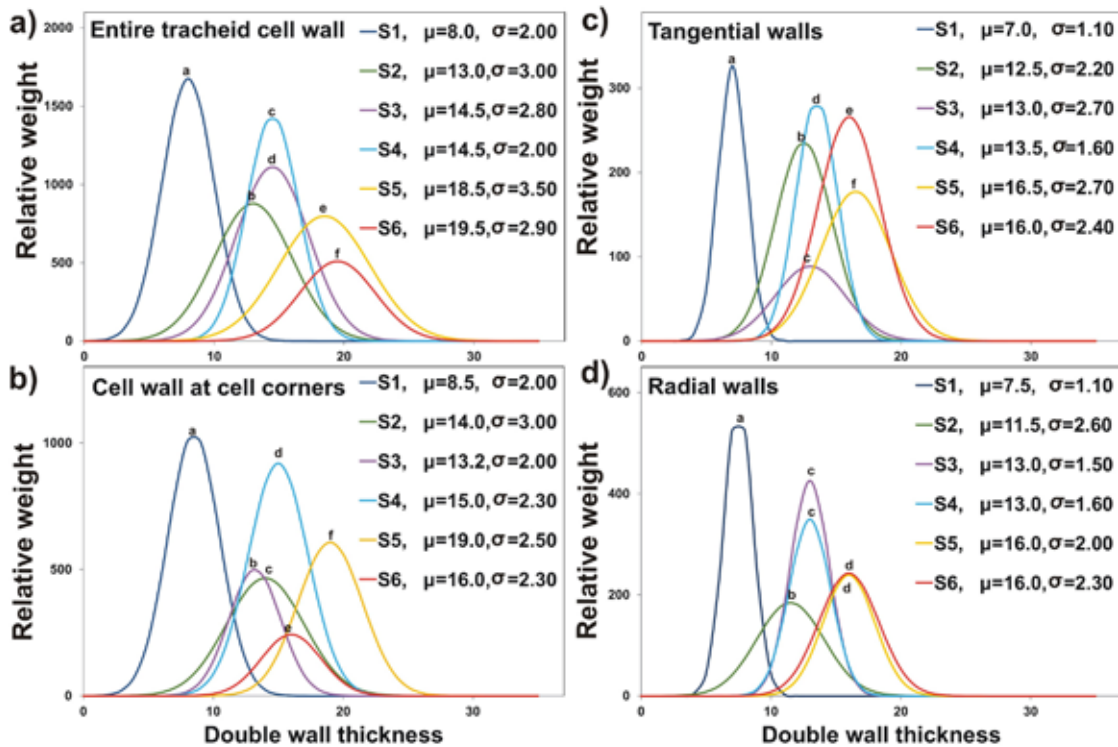 a) Entire tracheid cell wall
Relative weight
2000
1500
1000
500
0
0 10 20 30
a
b
c
d
e
f
S1, μ=8.0, σ=2.00
S2, μ=13.0, σ=3.00
S3, μ=14.5, σ=2.80
S4, μ=14.5, σ=2.00
S5, μ=18.5, σ=3.50
S6, μ=19.5, σ=2.90
b) Cell wall at cell corners
Relative weight
1000
500
0
0 10 20 30
Double wall thickness
a
b
c
d
e
f
S1, μ=8.5, σ=2.00
S2, μ=14.0, σ=3.00
S3, μ=13.2, σ=2.00
S4, μ=15.0, σ=2.30
S5, μ=19.0, σ=2.50
S6, μ=16.0, σ=2.30
c) Tangential walls
Relative weight
300
200
100
0
0 10 20 30
a
b
c
d
e
f
S1, μ=7.0, σ=1.10
S2, μ=12.5, σ=2.20
S3, μ=13.0, σ=2.70
S4, μ=13.5, σ=1.60
S5, μ=16.5, σ=2.70
S6, μ=16.0, σ=2.40
d) Radial walls
Relative weight
600
400
200
0
0 10 20 30
Double wall thickness
a
b
c
c
d
d
S1, μ=7.5, σ=1.10
S2, μ=11.5, σ=2.60
S3, μ=13.0, σ=1.50
S4, μ=13.0, σ=1.60
S5, μ=16.0, σ=2.00
S6, μ=16.0, σ=2.30